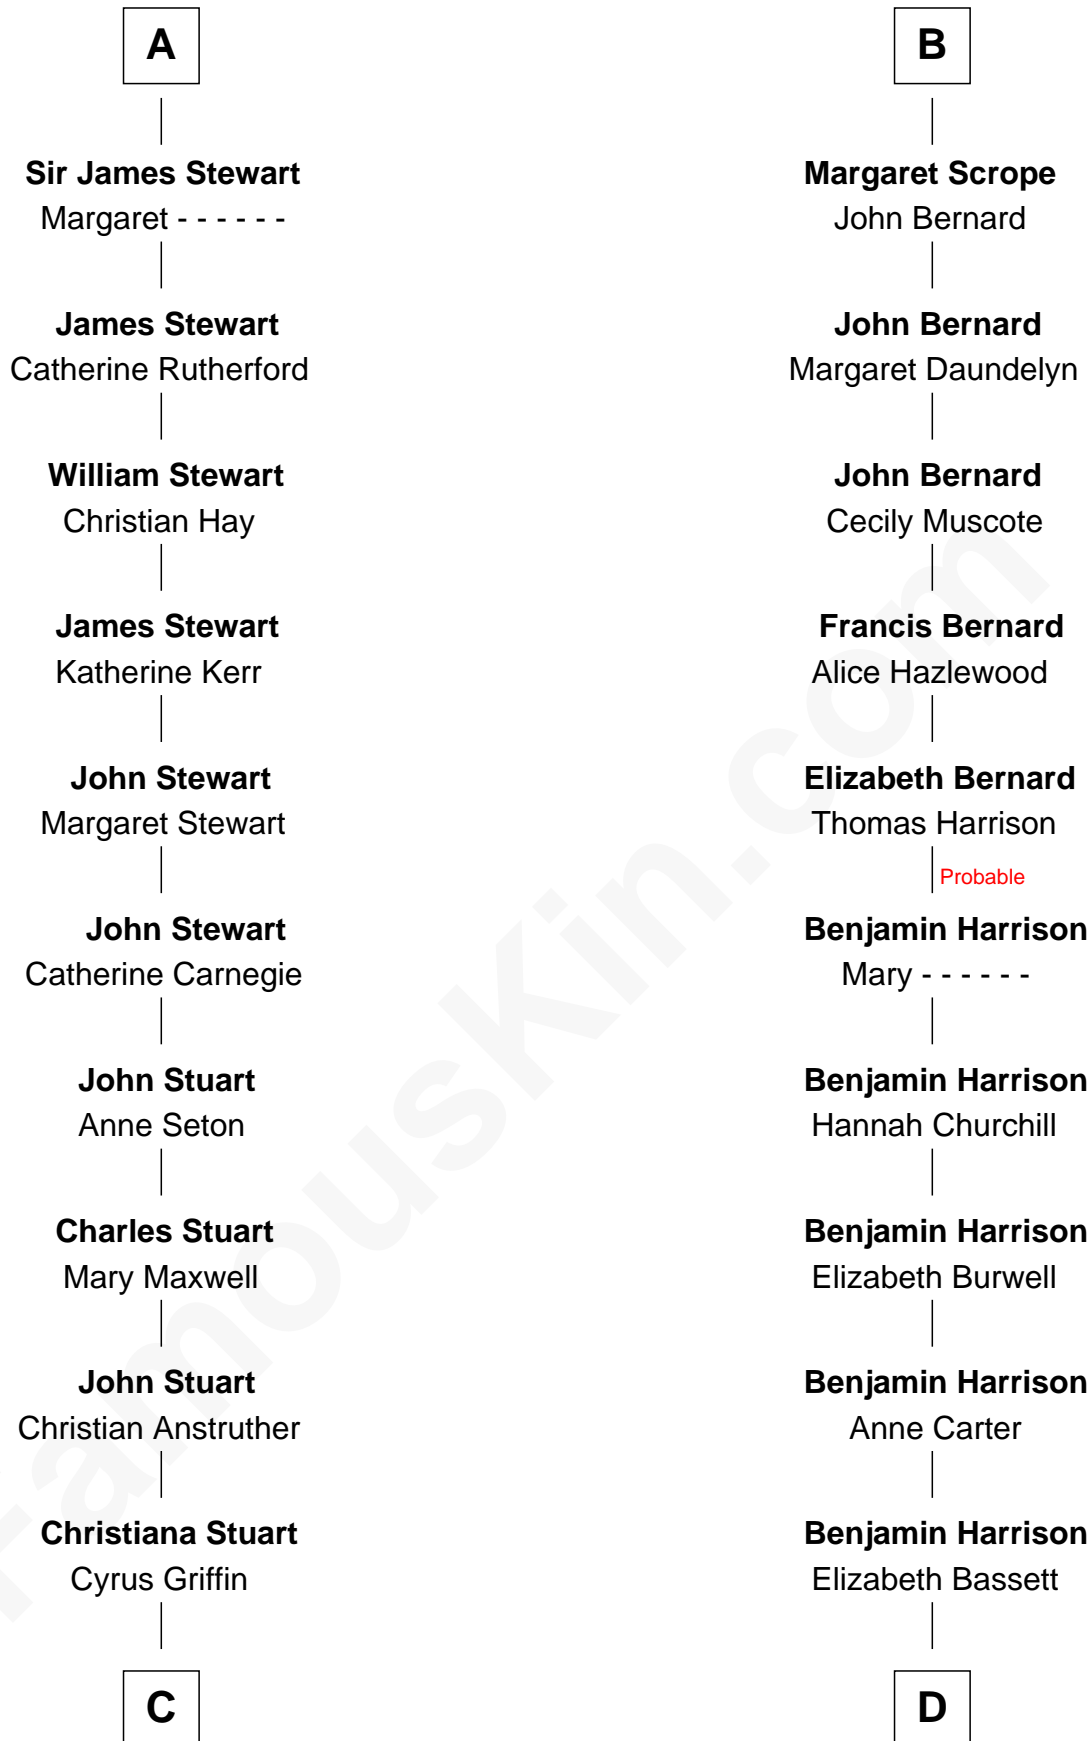 A
Sir James Stewart
Margaret - - - - - -
James Stewart
Catherine Rutherford
William Stewart
Christian Hay
James Stewart
Katherine Kerr
John Stewart
Margaret Stewart
John Stewart
Catherine Carnegie
John Stuart
Anne Seton
Charles Stuart
Mary Maxwell
John Stuart
Christian Anstruther
Christiana Stuart
Cyrus Griffin
C
B
Margaret Scrope
John Bernard
John Bernard
Margaret Daundelyn
John Bernard
Cecily Muscote
Francis Bernard
Alice Hazlewood
Elizabeth Bernard
Thomas Harrison
Probable
Benjamin Harrison
Mary - - - - - -
Benjamin Harrison
Hannah Churchill
Benjamin Harrison
Elizabeth Burwell
Benjamin Harrison
Anne Carter
Benjamin Harrison
Elizabeth Bassett
D
FamousKin.com